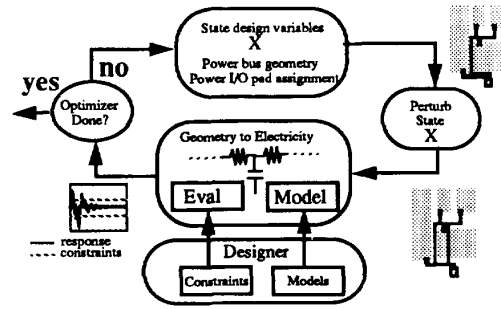 State design variables
X
Power bus geometry
Power I/O pad assignment
yes
no
Optimizer
Done?
Perturb
State
X
Geometry to Electricity
Eval
Model
response
constraints
Designer
Constraints
Models